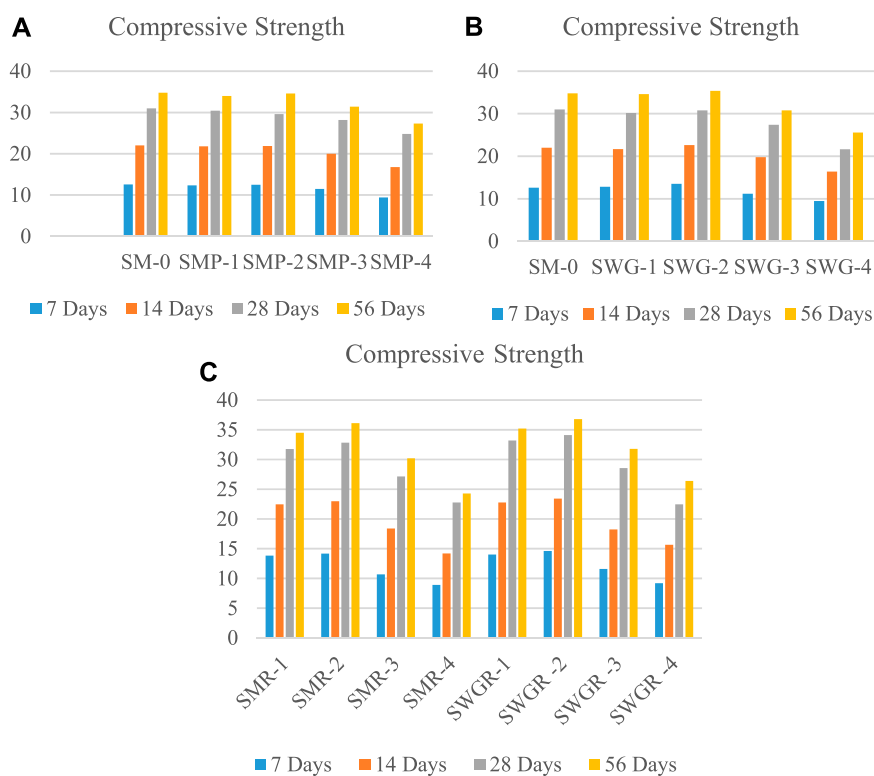 A
Compressive Strength
40
30
20
10
0
SM-0 SMP-1 SMP-2 SMP-3 SMP-4
7 Days 14 Days 28 Days 56 Days
B
Compressive Strength
40
30
20
10
0
SM-0 SWG-1 SWG-2 SWG-3 SWG-4
7 Days 14 Days 28 Days 56 Days
C
Compressive Strength
40
35
30
25
20
15
10
5
0
SMR-1 SMR-2 SMR-3 SMR-4 SWGR-1 SWGR -2 SWGR -3 SWGR -4
7 Days 14 Days 28 Days 56 Days